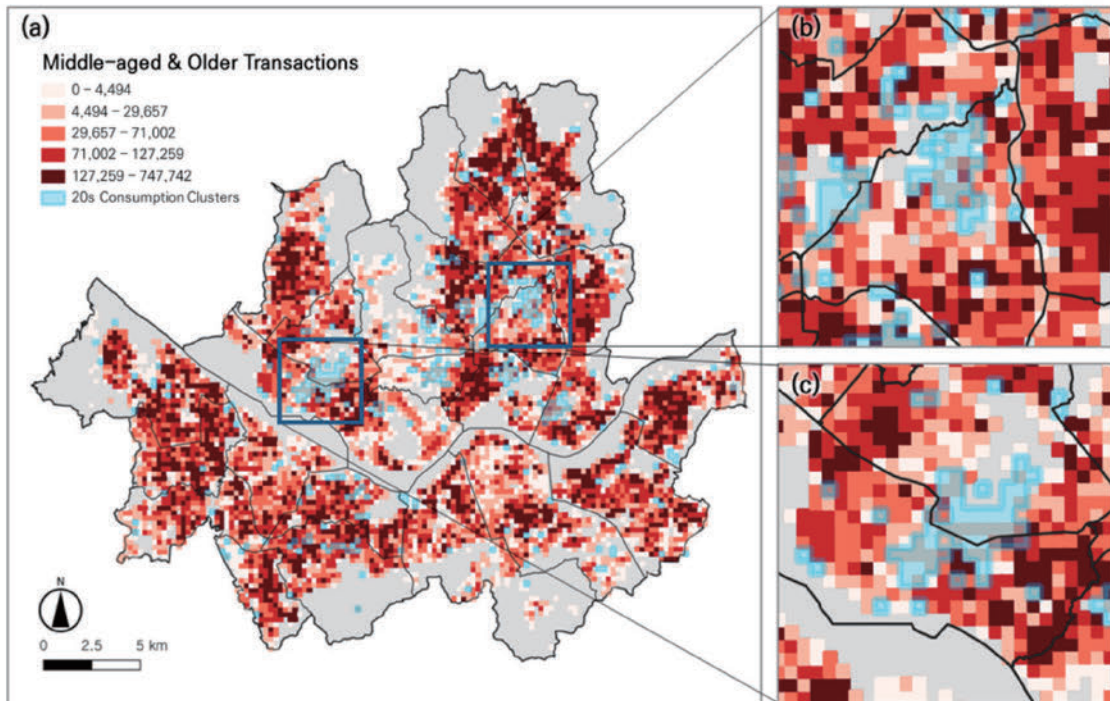 (a)
Middle-aged & Older Transactions
0 – 4,494
4,494 – 29,657
29,657 – 71,002
71,002 – 127,259
127,259 – 747,742
20s Consumption Clusters
N
0 2.5 5 km
(b)
(c)